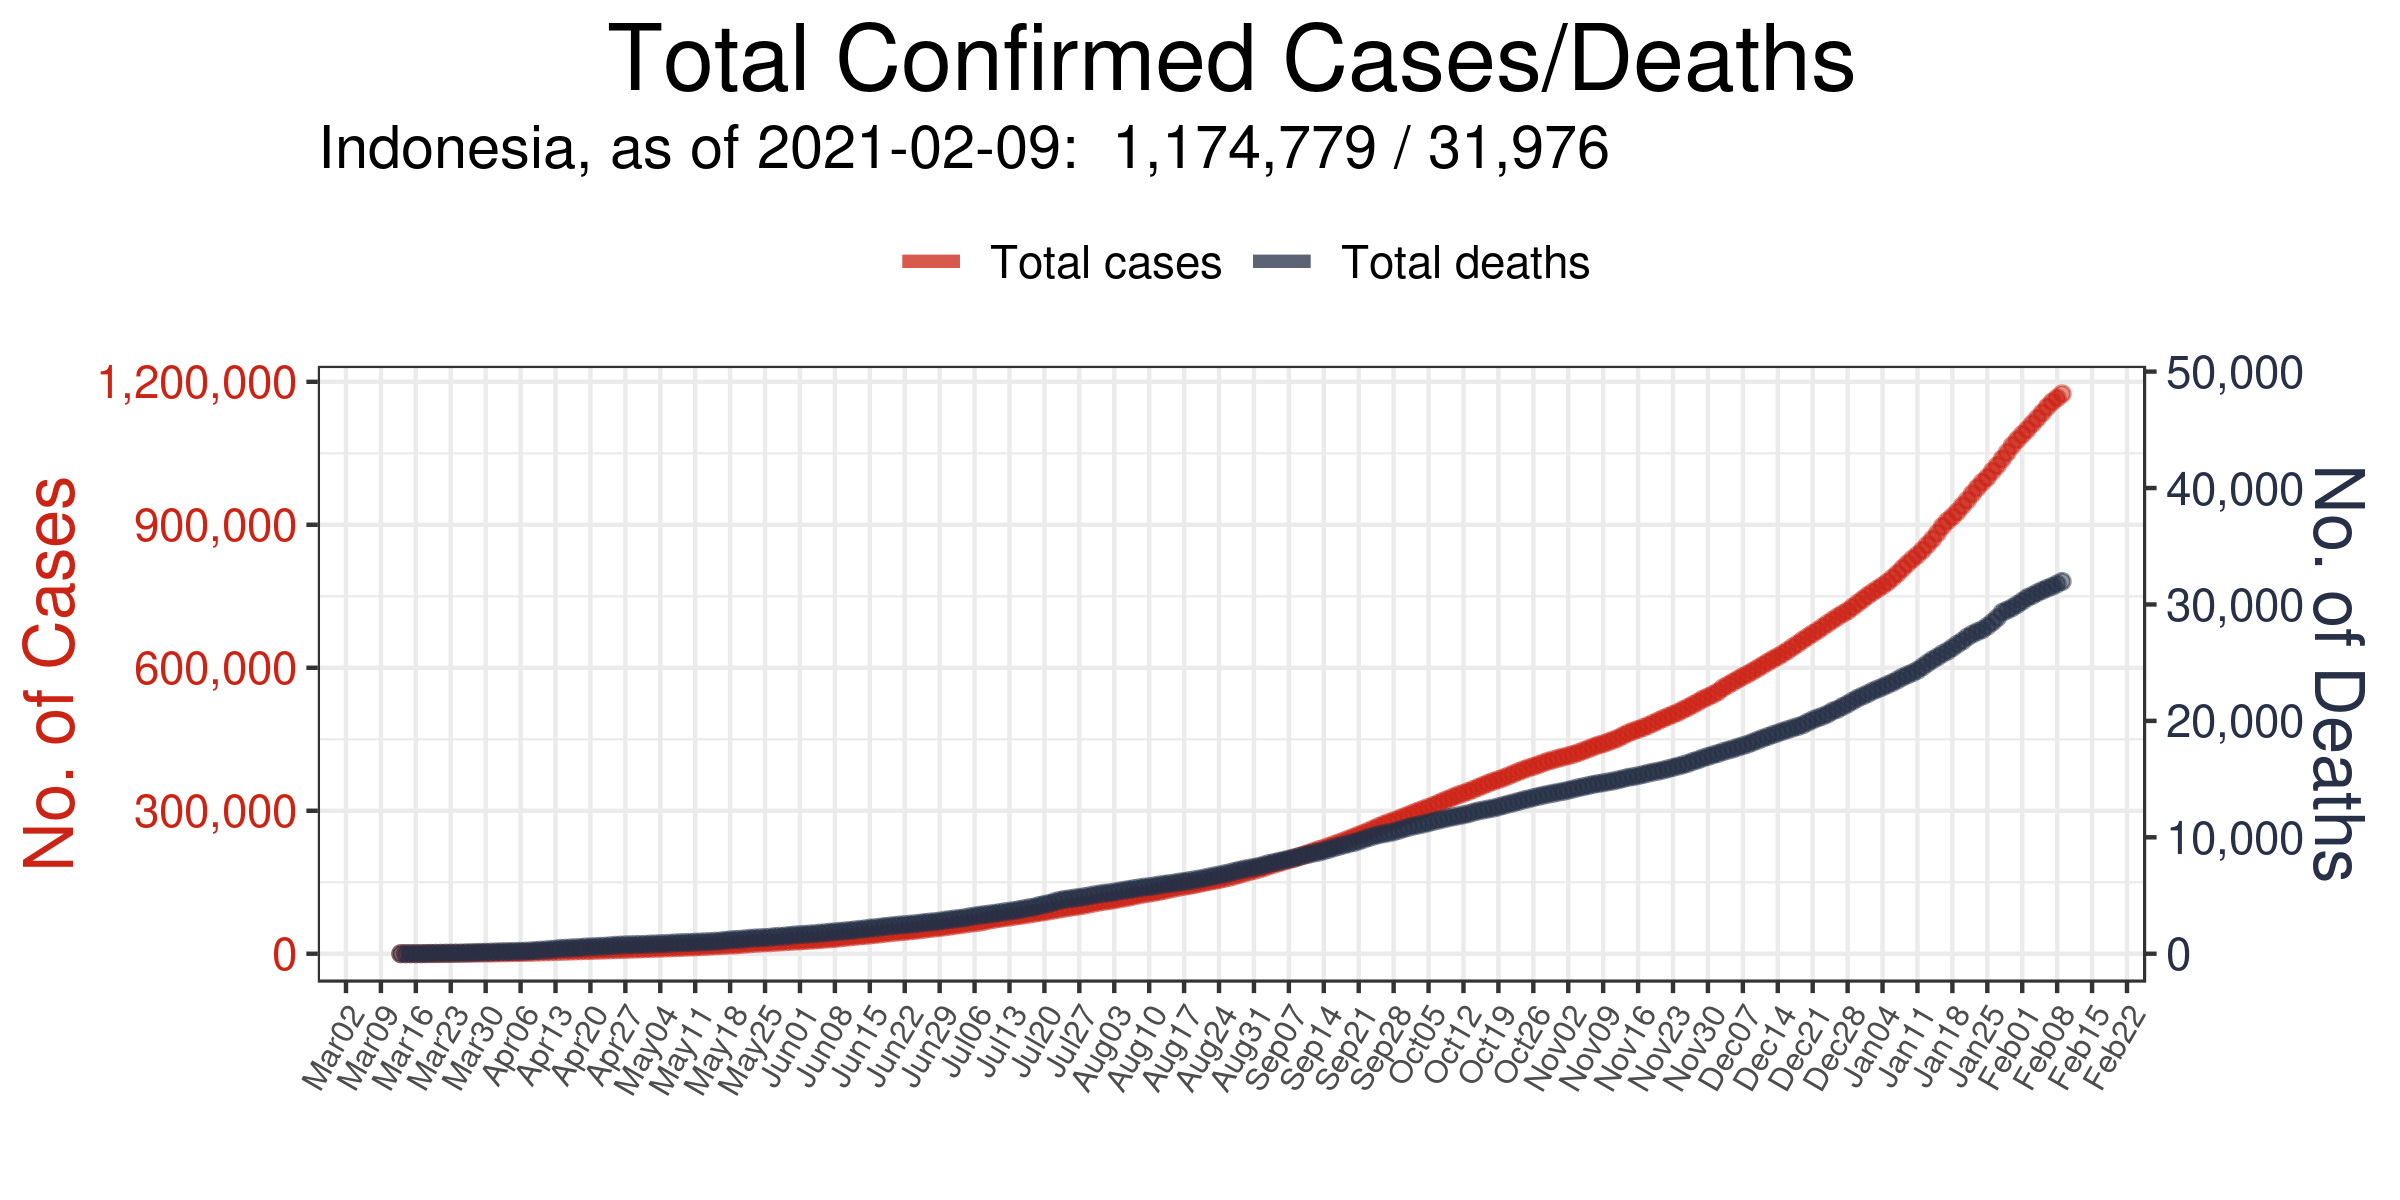 Total Confirmed Cases/Deaths
Indonesia, as of 2021-02-09:  1,174,779 / 31,976
Total cases
Total deaths
No. of Cases
1,200,000
900,000
600,000
300,000
0
50,000
40,000
30,000
20,000
10,000
0
No. of Deaths
Mar02
Mar09
Mar16
Mar23
Mar30
Apr06
Apr13
Apr20
Apr27
May04
May11
May18
May25
Jun01
Jun08
Jun15
Jun22
Jun29
Jul06
Jul13
Jul20
Jul27
Aug03
Aug10
Aug17
Aug24
Aug31
Sep07
Sep14
Sep21
Sep28
Oct05
Oct12
Oct19
Oct26
Nov02
Nov09
Nov16
Nov23
Nov30
Dec07
Dec14
Dec21
Dec28
Jan04
Jan11
Jan18
Jan25
Feb01
Feb08
Feb15
Feb22